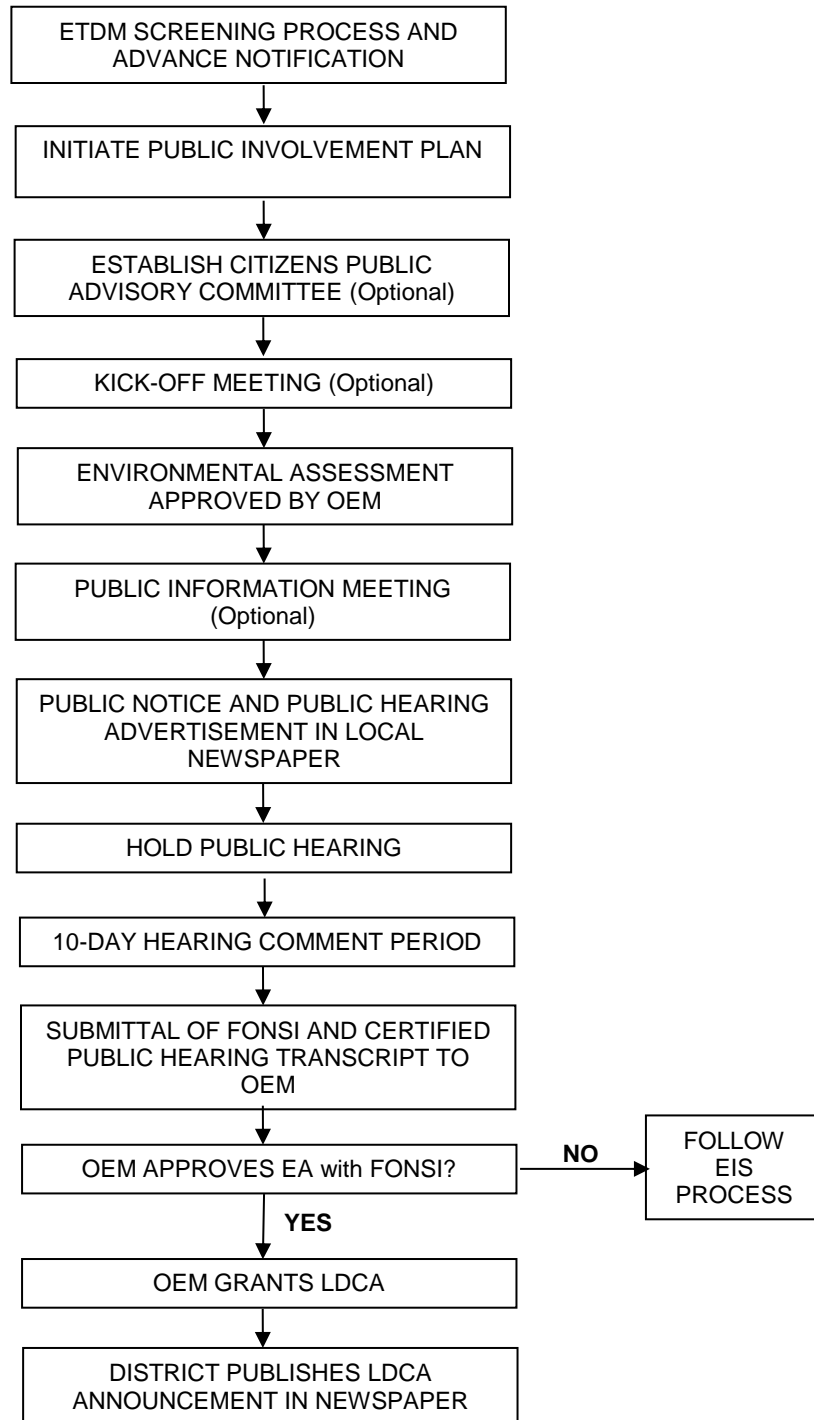 ETDM SCREENING PROCESS AND
ADVANCE NOTIFICATION
INITIATE PUBLIC INVOLVEMENT PLAN
ESTABLISH CITIZENS PUBLIC
ADVISORY COMMITTEE (Optional)
KICK-OFF MEETING (Optional)
ENVIRONMENTAL ASSESSMENT
APPROVED BY OEM
PUBLIC INFORMATION MEETING
(Optional)
PUBLIC NOTICE AND PUBLIC HEARING
ADVERTISEMENT IN LOCAL
NEWSPAPER
HOLD PUBLIC HEARING
10-DAY HEARING COMMENT PERIOD
SUBMITTAL OF FONSI AND CERTIFIED
PUBLIC HEARING TRANSCRIPT TO
OEM
OEM APPROVES EA with FONSI?
NO
FOLLOW
EIS
PROCESS
YES
OEM GRANTS LDCA
DISTRICT PUBLISHES LDCA
ANNOUNCEMENT IN NEWSPAPER